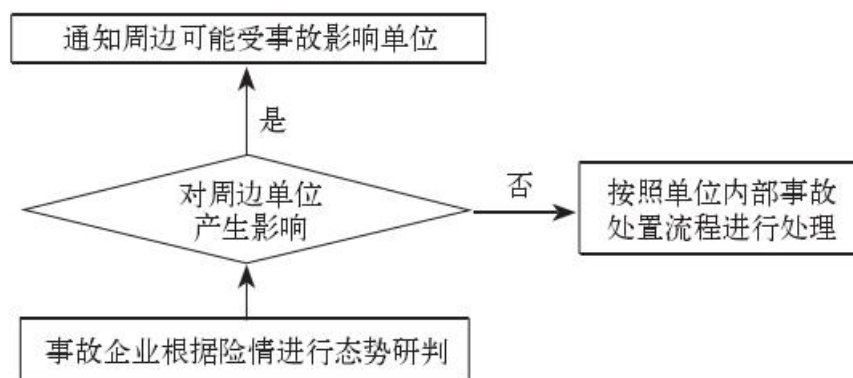 通知周边可能受事故影响单位
是
对周边单位
产生影响
否
按照单位内部事故
处置流程进行处理
事故企业根据险情进行态势研判